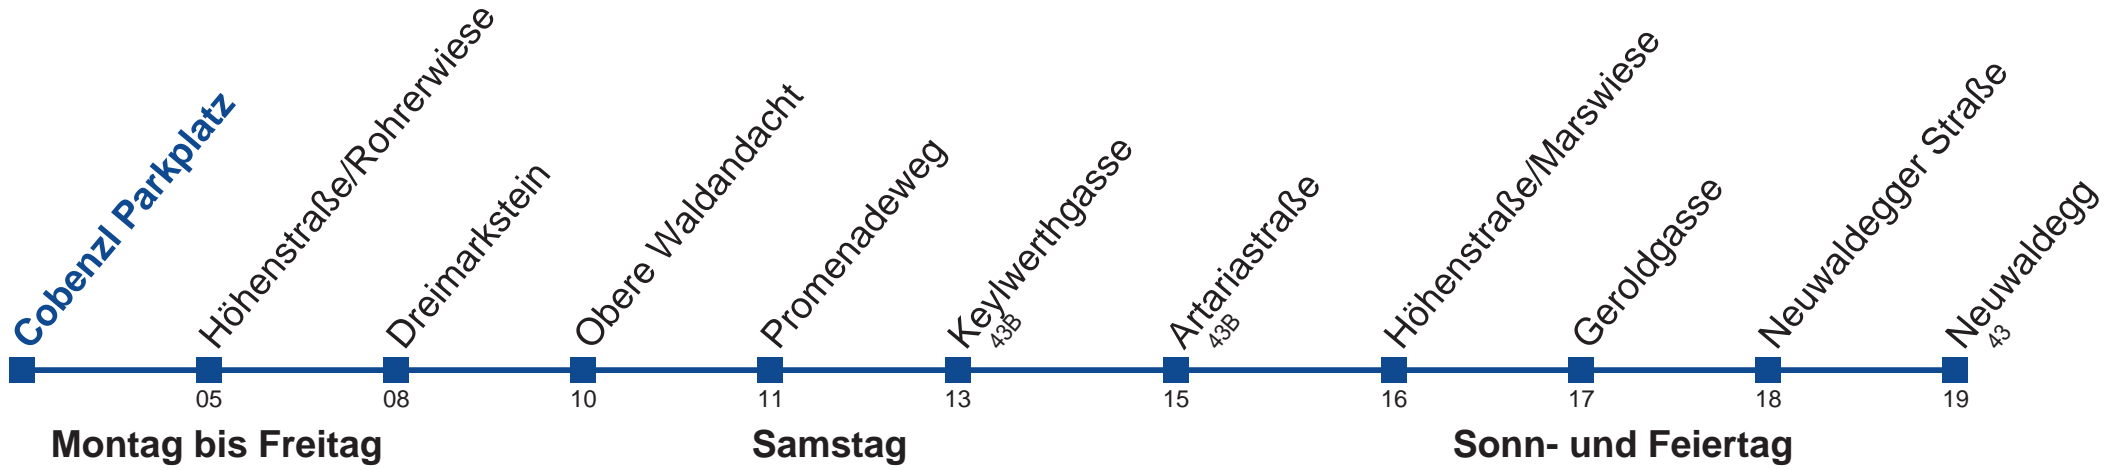 Cobenzl Parkplatz
Höhenstraße/Rohrerwiese
Dreimarkstein
Obere Waldandacht
Promenadeweg
Keylwerthgasse
43B
Artariastraße
43B
Höhenstraße/Marswiese
Geroldgasse
Neuwaldegger Straße
Neuwaldegg
43
05 08 10 11 13 15 16 17 18 19
Montag bis Freitag Samstag Sonn- und Feiertag